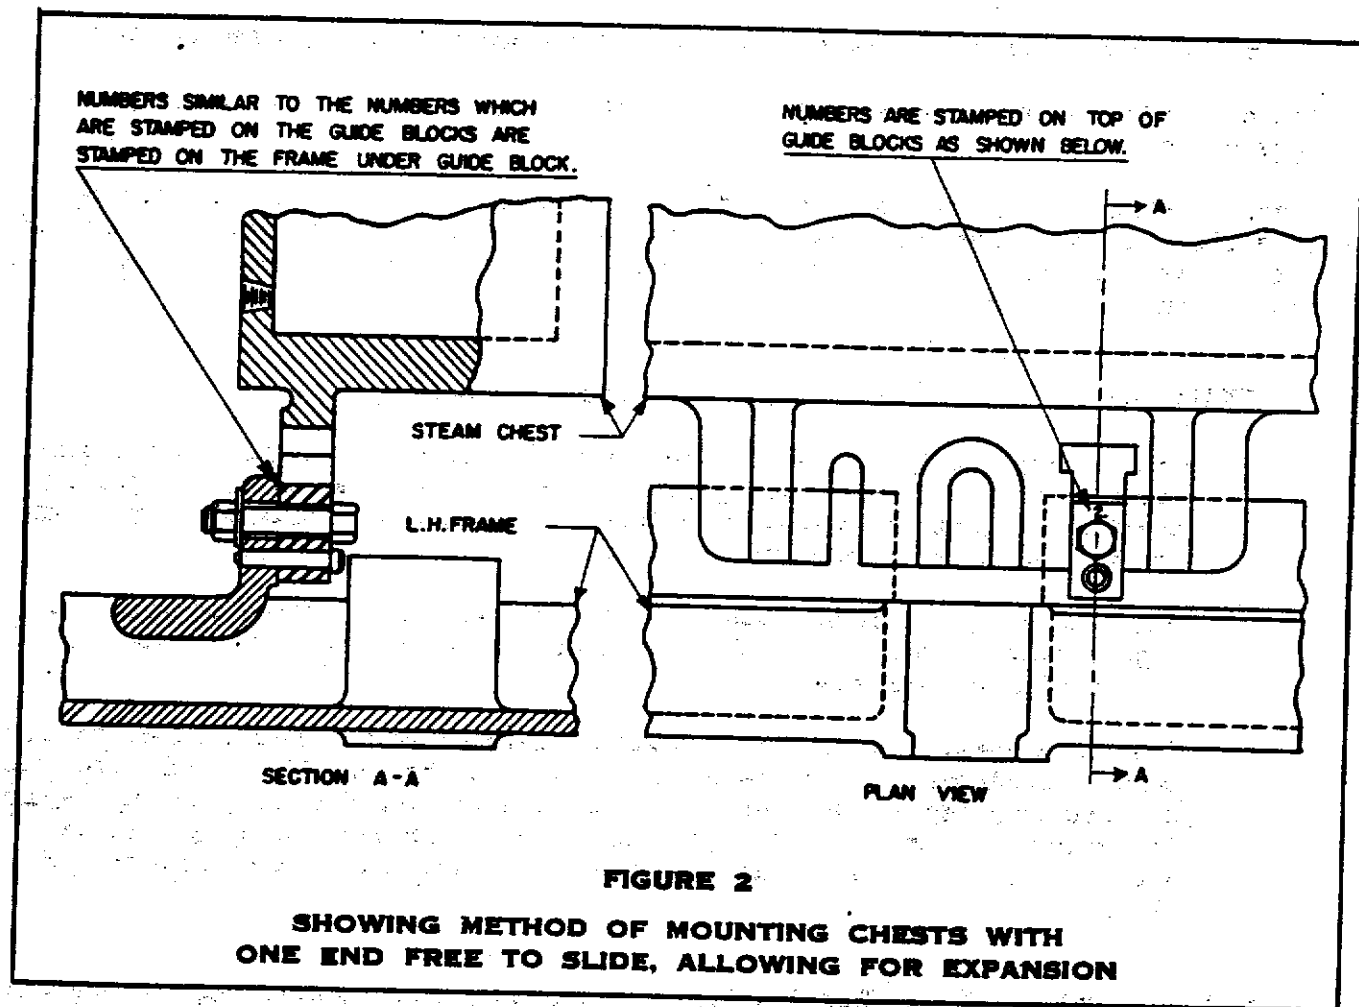 NUMBERS SIMILAR TO THE NUMBERS WHICH
ARE STAMPED ON THE GUIDE BLOCKS ARE
STAMPED ON THE FRAME UNDER GUIDE BLOCK.
NUMBERS ARE STAMPED ON TOP OF
GUIDE BLOCKS AS SHOWN BELOW.
A
STEAM CHEST
2
L.H. FRAME
A
SECTION A-A
PLAN VIEW
FIGURE 2
SHOWING METHOD OF MOUNTING CHESTS WITH
ONE END FREE TO SLIDE, ALLOWING FOR EXPANSION